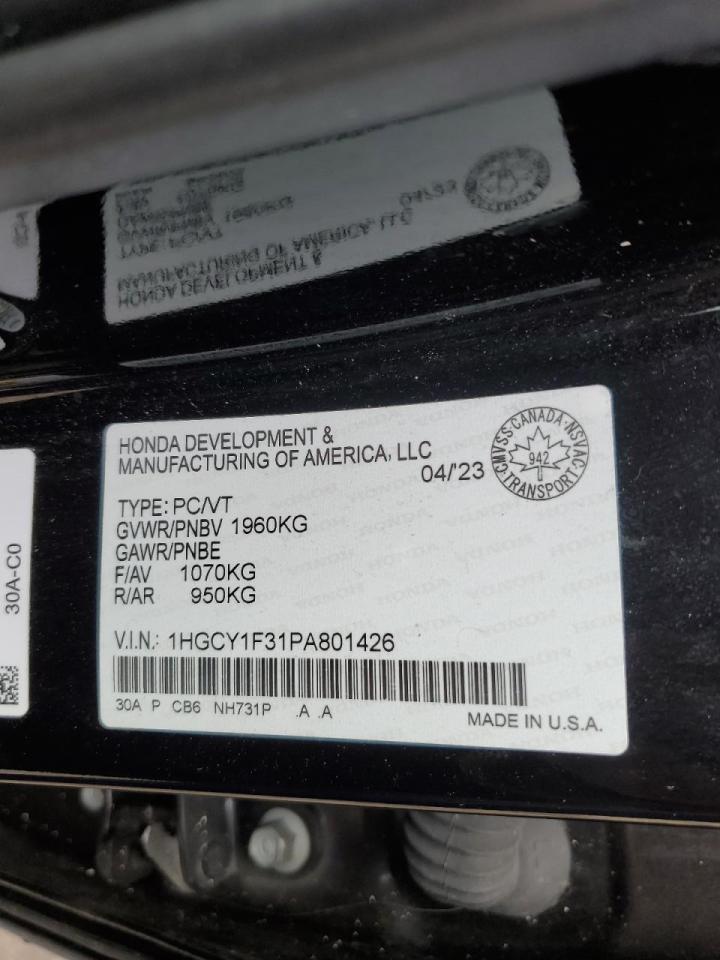 HONDA DEVELOPMENT &
MANUFACTURING OF AMERICA, LLC
04/'23
CMVSS·CANADA·NSVAC
942
TRANSPORT
TYPE: PC/VT
GVWR/PNBV 1960KG
GAWR/PNBE
F/AV 1070KG
R/AR 950KG
V.I.N.: 1HGCY1F31PA801426
30A P CB6 NH731P .A .A
MADE IN U.S.A.
30A-C0